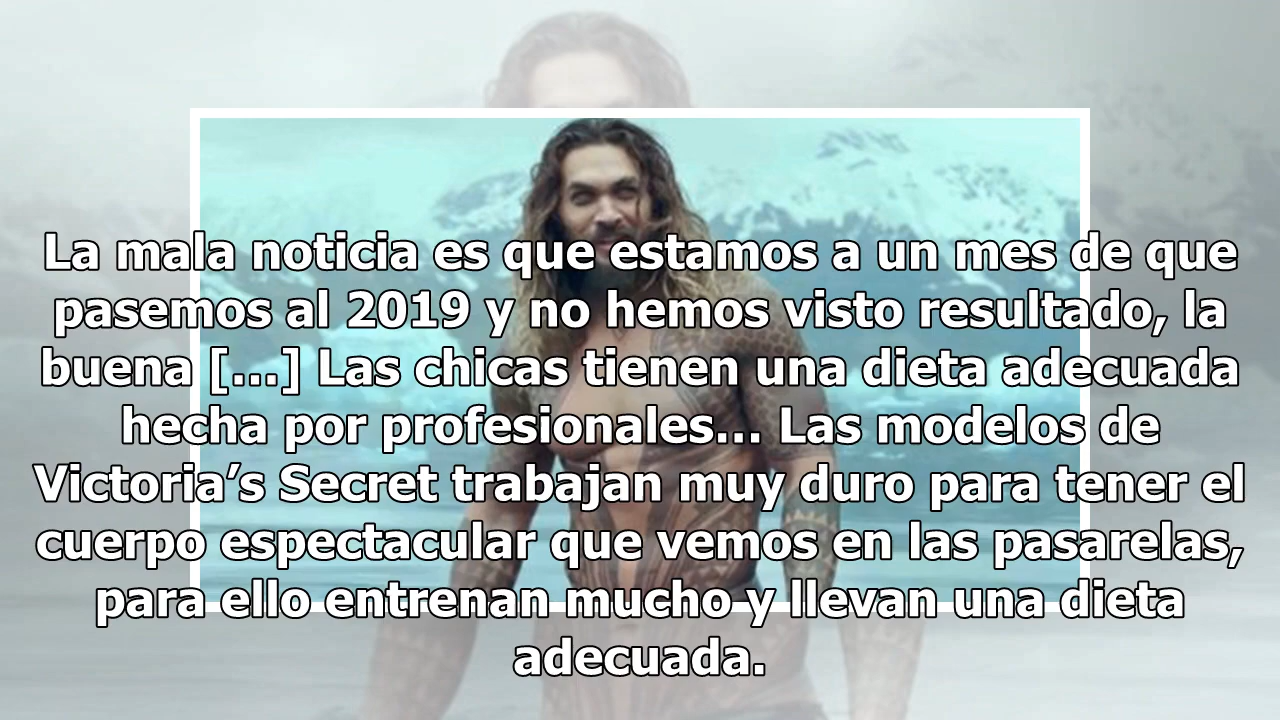 La mala noticia es que estamos a un mes de que
pasemos al 2019 y no hemos visto resultado, la
buena [...] Las chicas tienen una dieta adecuada
hecha por profesionales... Las modelos de
Victoria’s Secret trabajan muy duro para tener el
cuerpo espectacular que vemos en las pasarelas,
para ello entrenan mucho y llevan una dieta
adecuada.